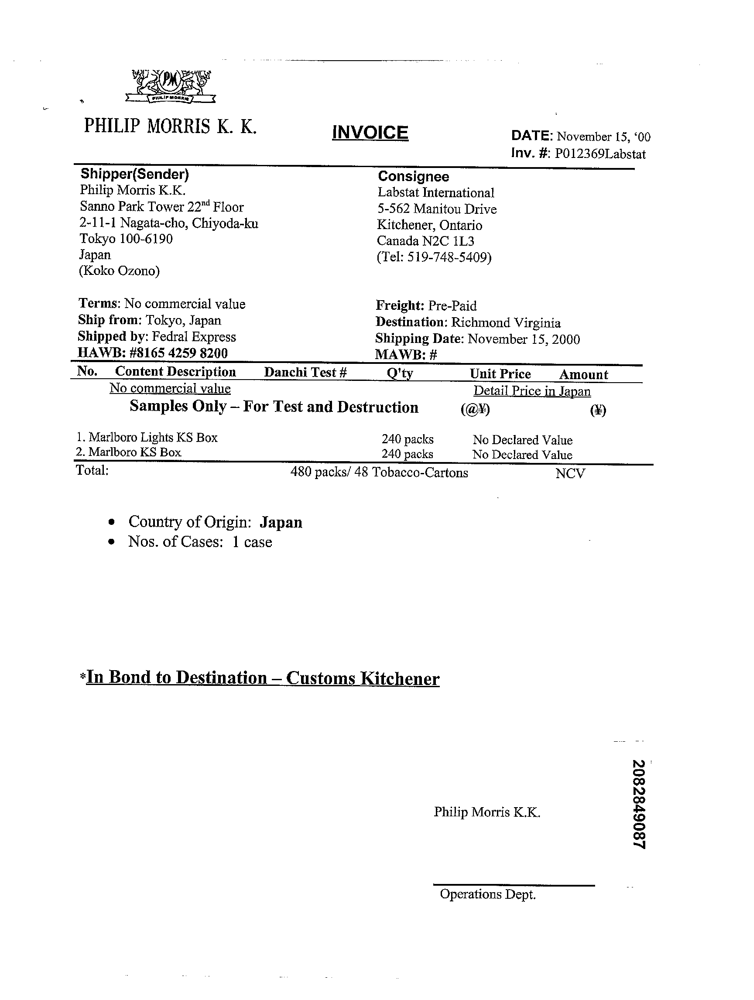 PM
PHILIP MORRIS
PHILIP MORRIS K. K.
INVOICE
DATE: November 15, '00
Inv. #: P012369Labstat
Shipper(Sender)
Philip Morris K.K.
Sanno Park Tower 22nd Floor
2-11-1 Nagata-cho, Chiyoda-ku
Tokyo 100-6190
Japan
(Koko Ozono)
Consignee
Labstat International
5-562 Manitou Drive
Kitchener, Ontario
Canada N2C 1L3
(Tel: 519-748-5409)
Terms: No commercial value
Ship from: Tokyo, Japan
Shipped by: Fedral Express
HAWB: #8165 4259 8200
Freight: Pre-Paid
Destination: Richmond Virginia
Shipping Date: November 15, 2000
MAWB: #
No. Content Description Danchi Test # Q'ty Unit Price Amount
No commercial value Detail Price in Japan
Samples Only – For Test and Destruction (@¥) (¥)
1. Marlboro Lights KS Box 240 packs No Declared Value
2. Marlboro KS Box 240 packs No Declared Value
Total: 480 packs/ 48 Tobacco-Cartons NCV
• Country of Origin: Japan
• Nos. of Cases: 1 case
*In Bond to Destination – Customs Kitchener
2082849087
Philip Morris K.K.
Operations Dept.